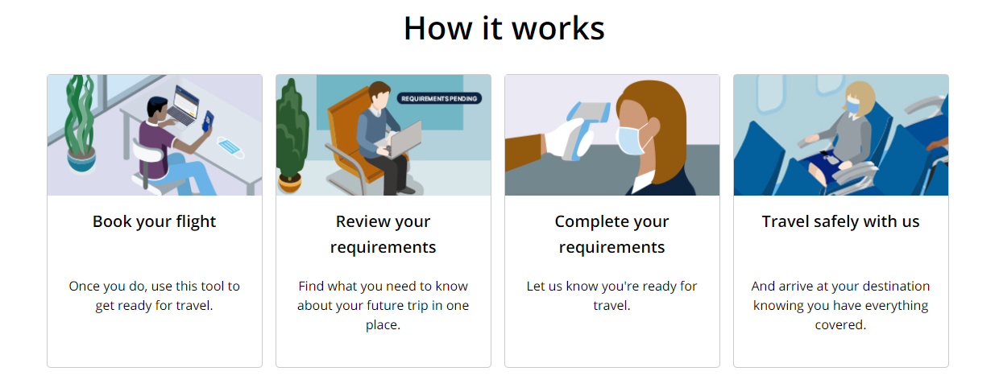 How it works
REQUIREMENTS PENDING
Book your flight
Once you do, use this tool to
get ready for travel.
Review your
requirements
Find what you need to know
about your future trip in one
place.
Complete your
requirements
Let us know you're ready for
travel.
Travel safely with us
And arrive at your destination
knowing you have everything
covered.